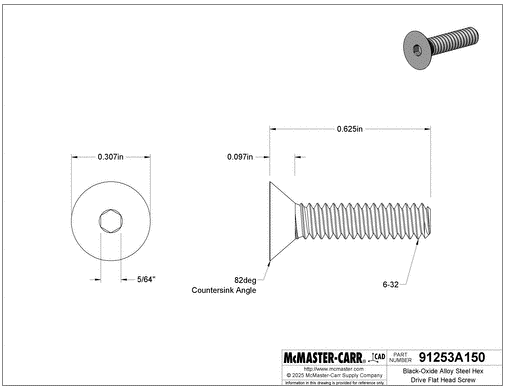 0.625in
0.307in
0.097in
5/64"
82deg
Countersink Angle
6-32
McMASTER-CARR CAD
http://www.mcmaster.com
© 2025 McMaster-Carr Supply Company
Information in this drawing is provided for reference only.
PART
NUMBER
91253A150
Black-Oxide Alloy Steel Hex
Drive Flat Head Screw